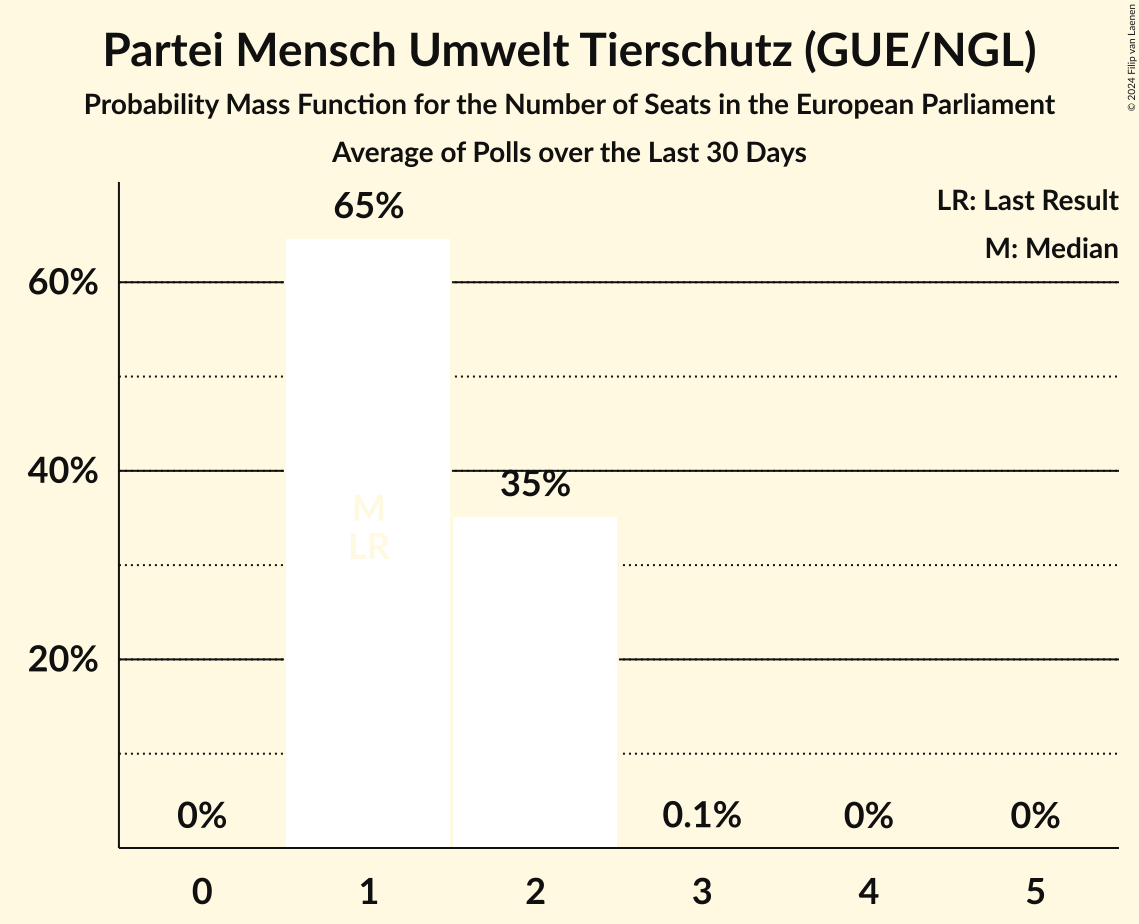 Partei Mensch Umwelt Tierschutz (GUE/NGL)
Probability Mass Function for the Number of Seats in the European Parliament
Average of Polls over the Last 30 Days
© 2024 Filip van Laenen
LR: Last Result
M: Median
65%
60%
40%
35%
M
LR
20%
0%
0.1%
0%
0%
0
1
2
3
4
5